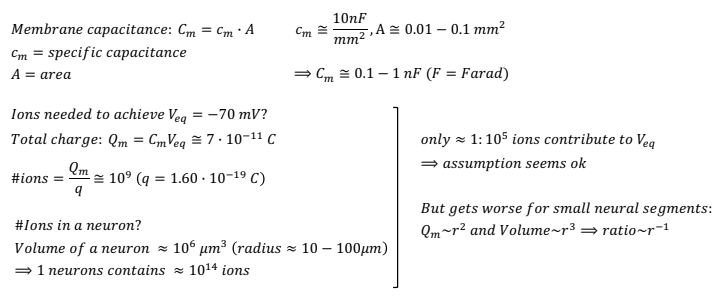 Membrane capacitance: C_m = c_m · A
c_m ≅ 10nF/mm², A ≅ 0.01 − 0.1 mm²
c_m = specific capacitance
A = area
⟹ C_m ≅ 0.1 − 1 nF (F = Farad)
Ions needed to achieve V_eq = −70 mV?
Total charge: Q_m = C_mV_eq ≅ 7 · 10⁻¹¹ C
#ions = Q_m/q ≅ 10⁹ (q = 1.60 · 10⁻¹⁹ C)
#Ions in a neuron?
Volume of a neuron ≈ 10⁶ μm³ (radius ≈ 10 − 100μm)
⟹ 1 neurons contains ≈ 10¹⁴ ions
only ≈ 1: 10⁵ ions contribute to V_eq
⟹ assumption seems ok
But gets worse for small neural segments:
Q_m~r² and Volume~r³ ⟹ ratio~r⁻¹